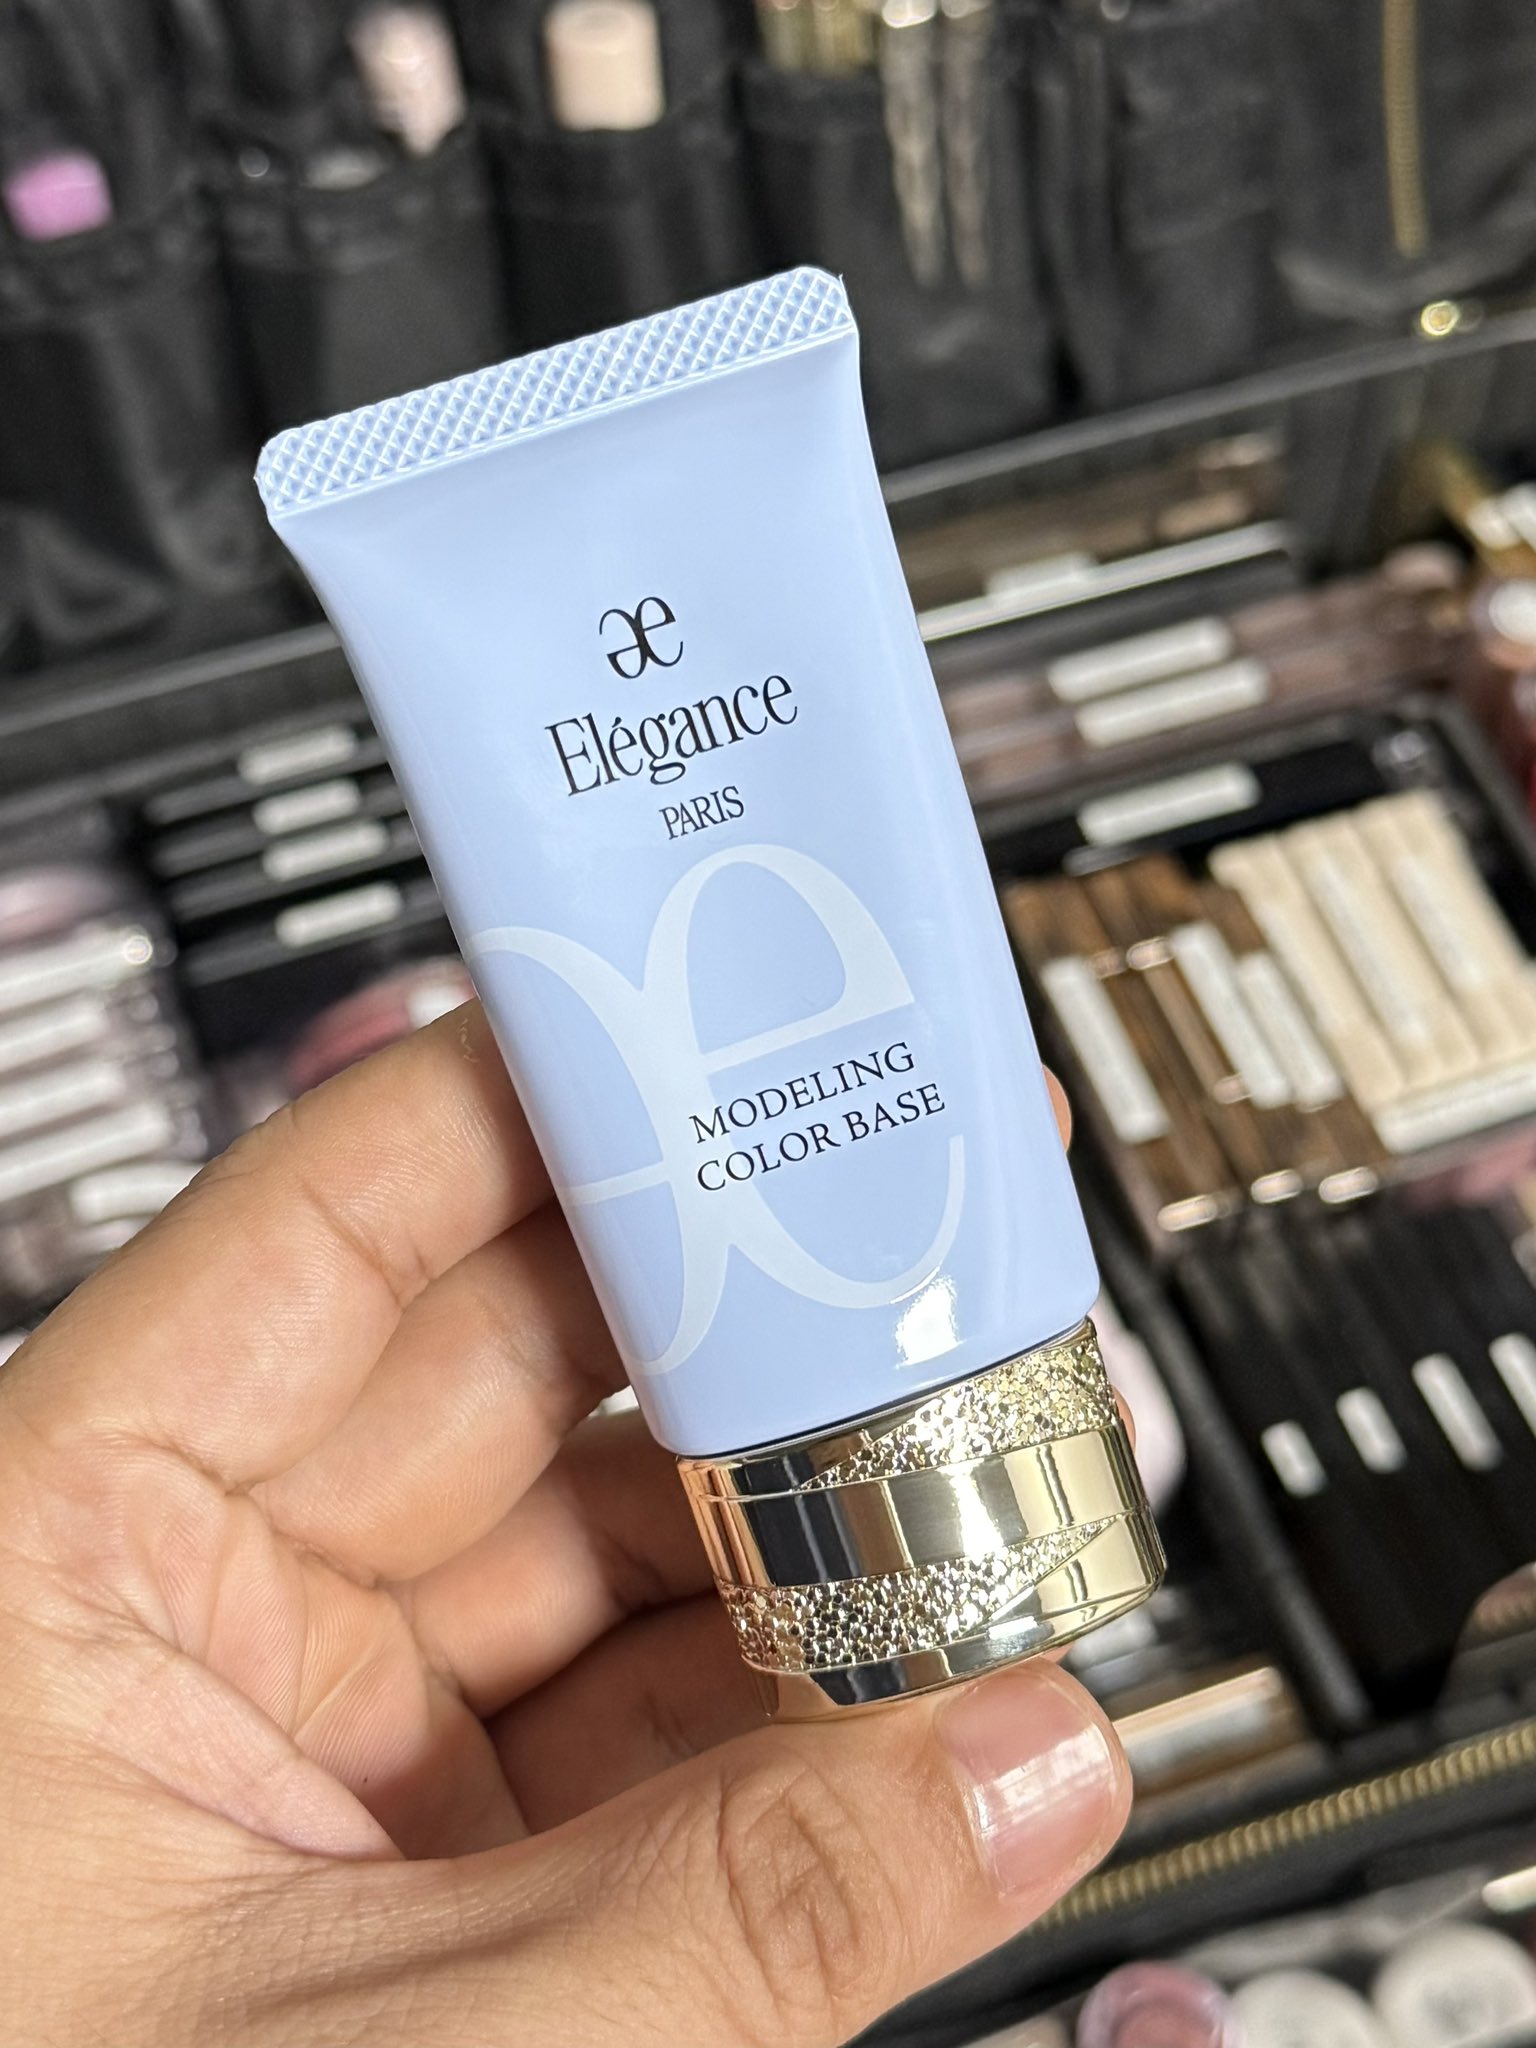 Elégance
PARIS
MODELING
COLOR BASE